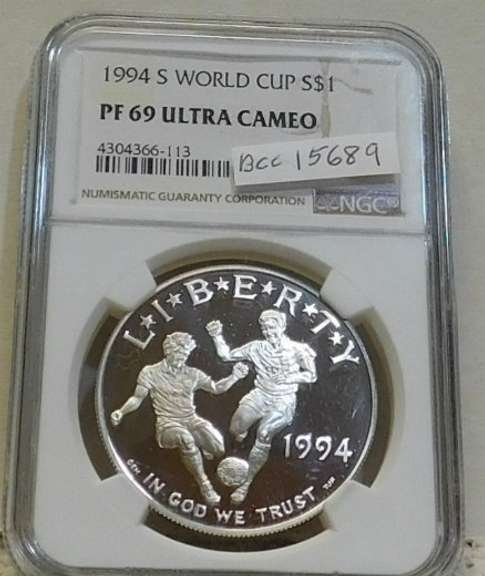 1994 S WORLD CUP S$1
PF 69 ULTRA CAMEO
4304366-113
BCC 15689
NUMISMATIC GUARANTY CORPORATION
NGC®
L★I★B★E★R★T★Y
1994
IN GOD WE TRUST